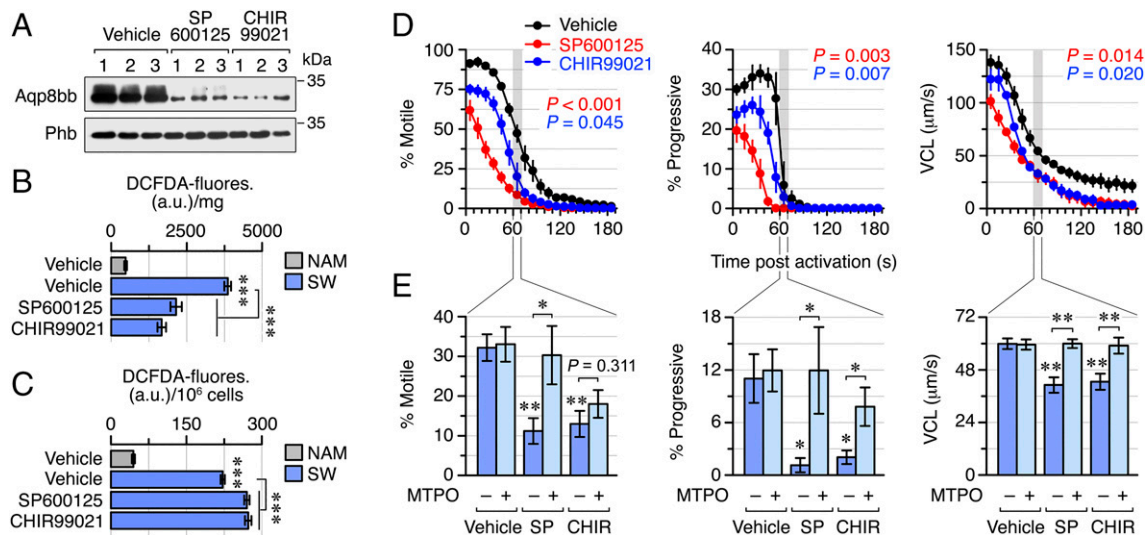 A
Vehicle
SP
600125
CHIR
99021
1 2 3 1 2 3 1 2 3
kDa
Aqp8bb
35
Phb
35
B
DCFDA-fluores.
(a.u.)/mg
0 2500 5000
Vehicle
Vehicle
SP600125
CHIR99021
NAM
SW
***
***
C
DCFDA-fluores.
(a.u.)/10⁶ cells
0 150 300
Vehicle
Vehicle
SP600125
CHIR99021
NAM
SW
***
***
D
Vehicle
SP600125
CHIR99021
% Motile
100
75
50
25
0
P < 0.001
P = 0.045
0 60 120 180
% Progressive
40
30
20
10
0
P = 0.003
P = 0.007
0 60 120 180
VCL (μm/s)
150
100
50
0
P = 0.014
P = 0.020
0 60 120 180
Time post activation (s)
E
% Motile
40
30
20
10
0
**
*
**
P = 0.311
% Progressive
18
12
6
0
*
*
*
*
VCL (μm/s)
72
48
24
0
**
**
**
**
MTPO
– + – + – +
Vehicle SP CHIR
– + – + – +
Vehicle SP CHIR
– + – + – +
Vehicle SP CHIR